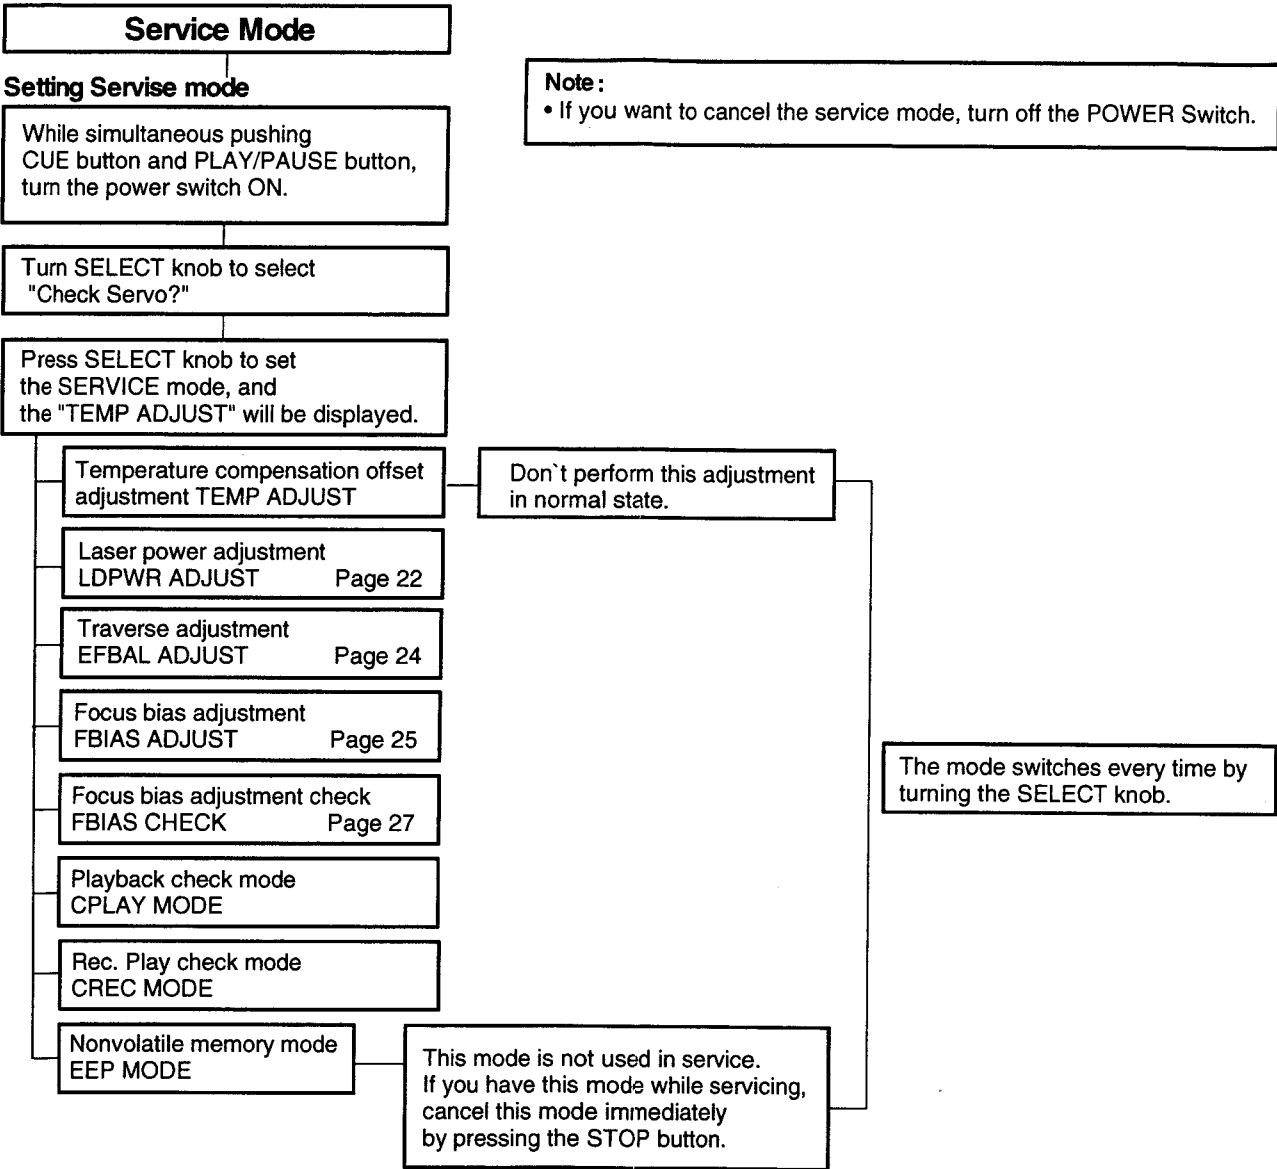 Service Mode
Setting Servise mode
Note :
• If you want to cancel the service mode, turn off the POWER Switch.
While simultaneous pushing
CUE button and PLAY/PAUSE button,
turn the power switch ON.
Turn SELECT knob to select
"Check Servo?"
Press SELECT knob to set
the SERVICE mode, and
the "TEMP ADJUST" will be displayed.
Temperature compensation offset
adjustment TEMP ADJUST
Don`t perform this adjustment
in normal state.
Laser power adjustment
LDPWR ADJUST Page 22
Traverse adjustment
EFBAL ADJUST Page 24
Focus bias adjustment
FBIAS ADJUST Page 25
Focus bias adjustment check
FBIAS CHECK Page 27
The mode switches every time by
turning the SELECT knob.
Playback check mode
CPLAY MODE
Rec. Play check mode
CREC MODE
Nonvolatile memory mode
EEP MODE
This mode is not used in service.
If you have this mode while servicing,
cancel this mode immediately
by pressing the STOP button.